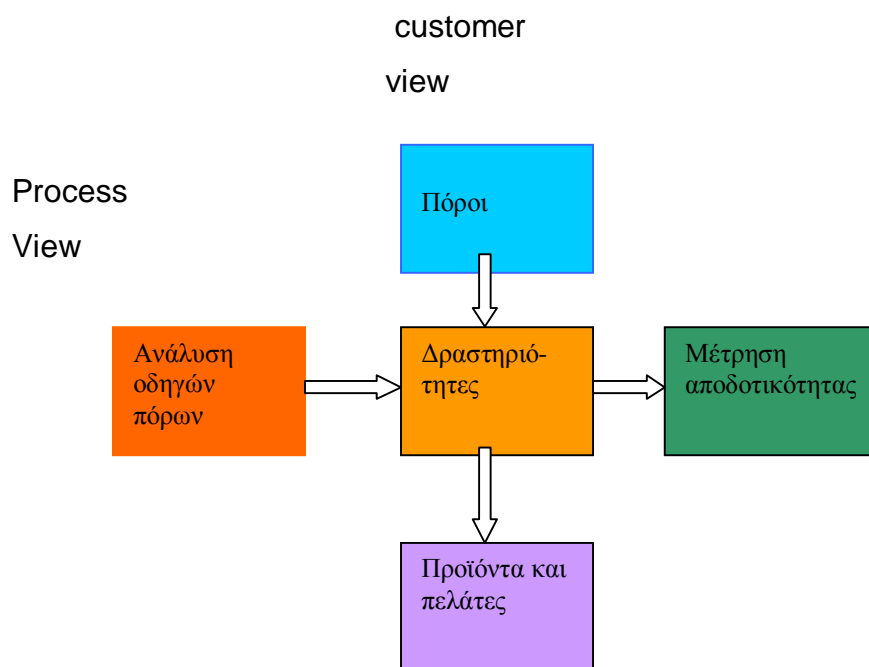 customer
view
Process
View
Πόροι
Ανάλυση
οδηγών
πόρων
Δραστηριό-
τητες
Μέτρηση
αποδοτικότητας
Προϊόντα και
πελάτες